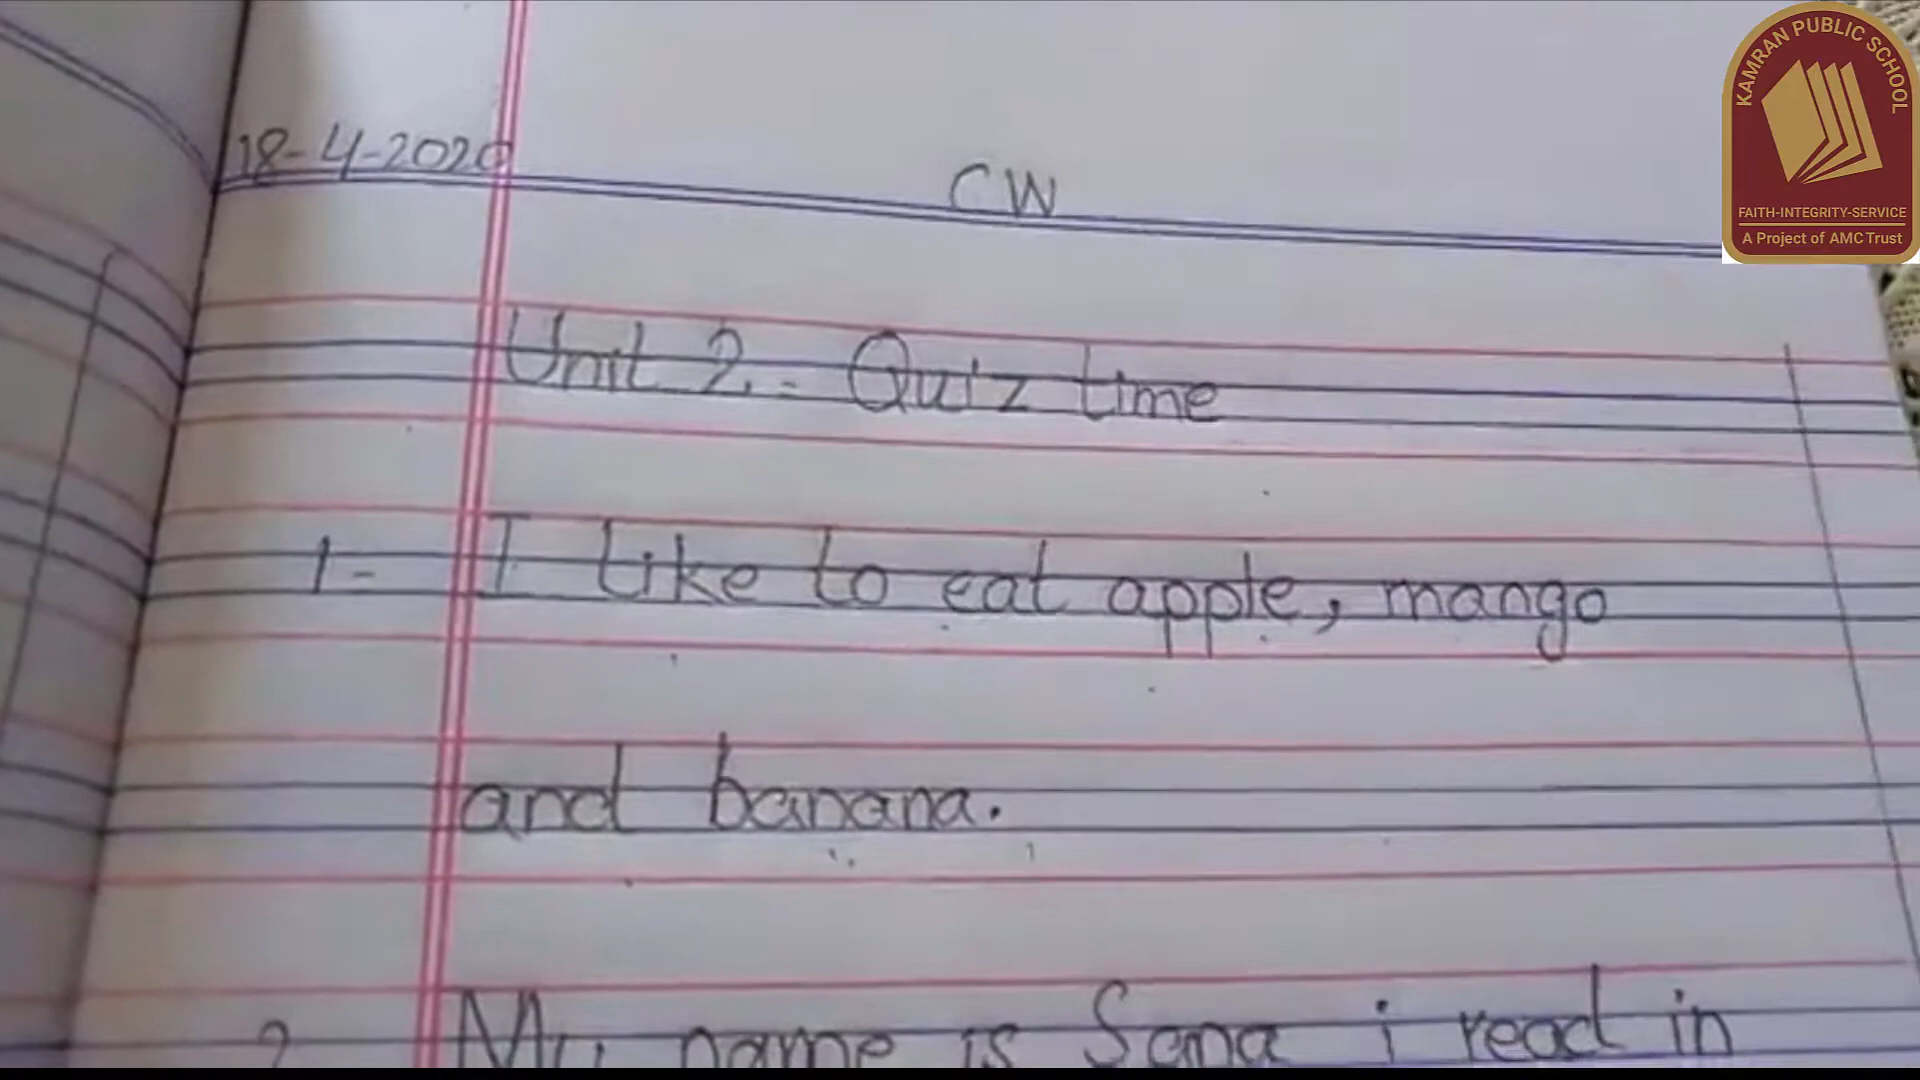 KAMRAN PUBLIC SCHOOL
FAITH-INTEGRITY-SERVICE
A Project of AMC Trust
18-4-2020
CW
Unit 2.- Quiz time
1- I like to eat apple, mango
and banana.
2 My name is Sana i read in